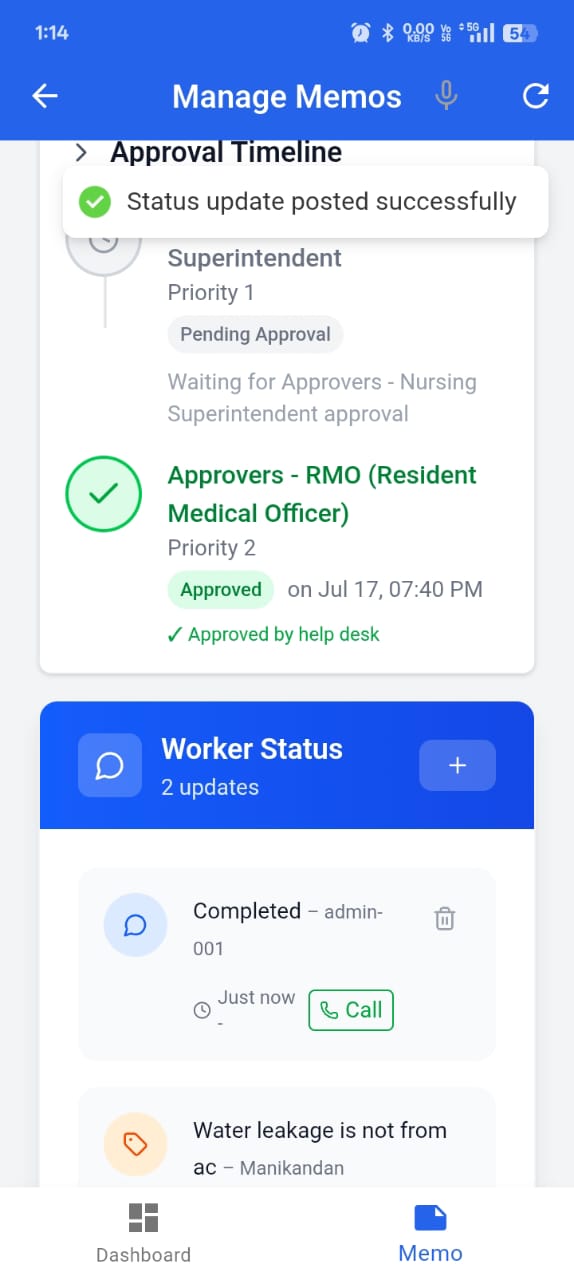 1:14
0.00 KB/S Vo 5G 5G 54
Manage Memos
Approval Timeline
Status update posted successfully
Superintendent
Priority 1
Pending Approval
Waiting for Approvers - Nursing
Superintendent approval
Approvers - RMO (Resident
Medical Officer)
Priority 2
Approved on Jul 17, 07:40 PM
✓ Approved by help desk
Worker Status
2 updates
+
Completed – admin-
001
Just now
-
Call
Water leakage is not from
ac – Manikandan
Dashboard
Memo